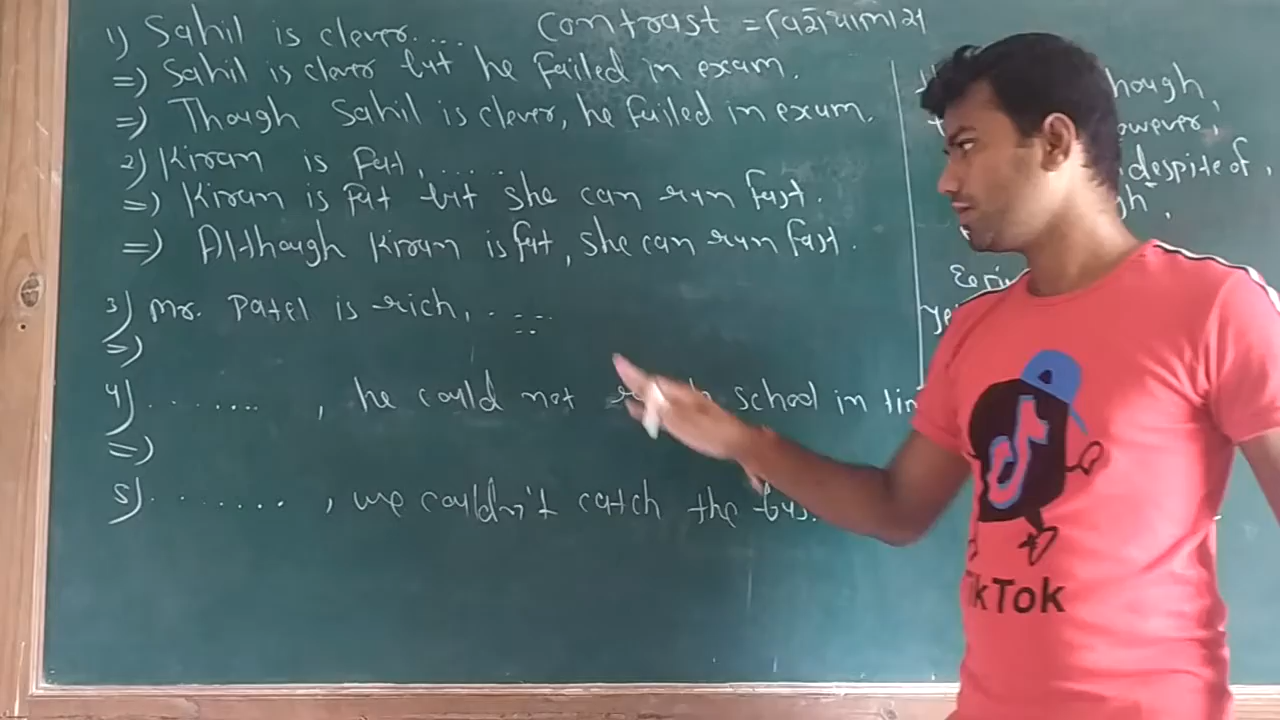 1) Sahil is clever.... Contrast = વિરોધાભાસ
=) Sahil is clever but he failed in exam.
=) Though Sahil is clever, he failed in exam.
2) Kiran is fat, .....
=) Kiran is fat but she can run fast.
=) Although Kiran is fat, she can run fast.
3) Mr. Patel is rich, .....
=)
4) ........ , he could not school in
=)
5) ........ , we couldn't catch the bus.
hough,
owever,
despite of,
gh,
TikTok